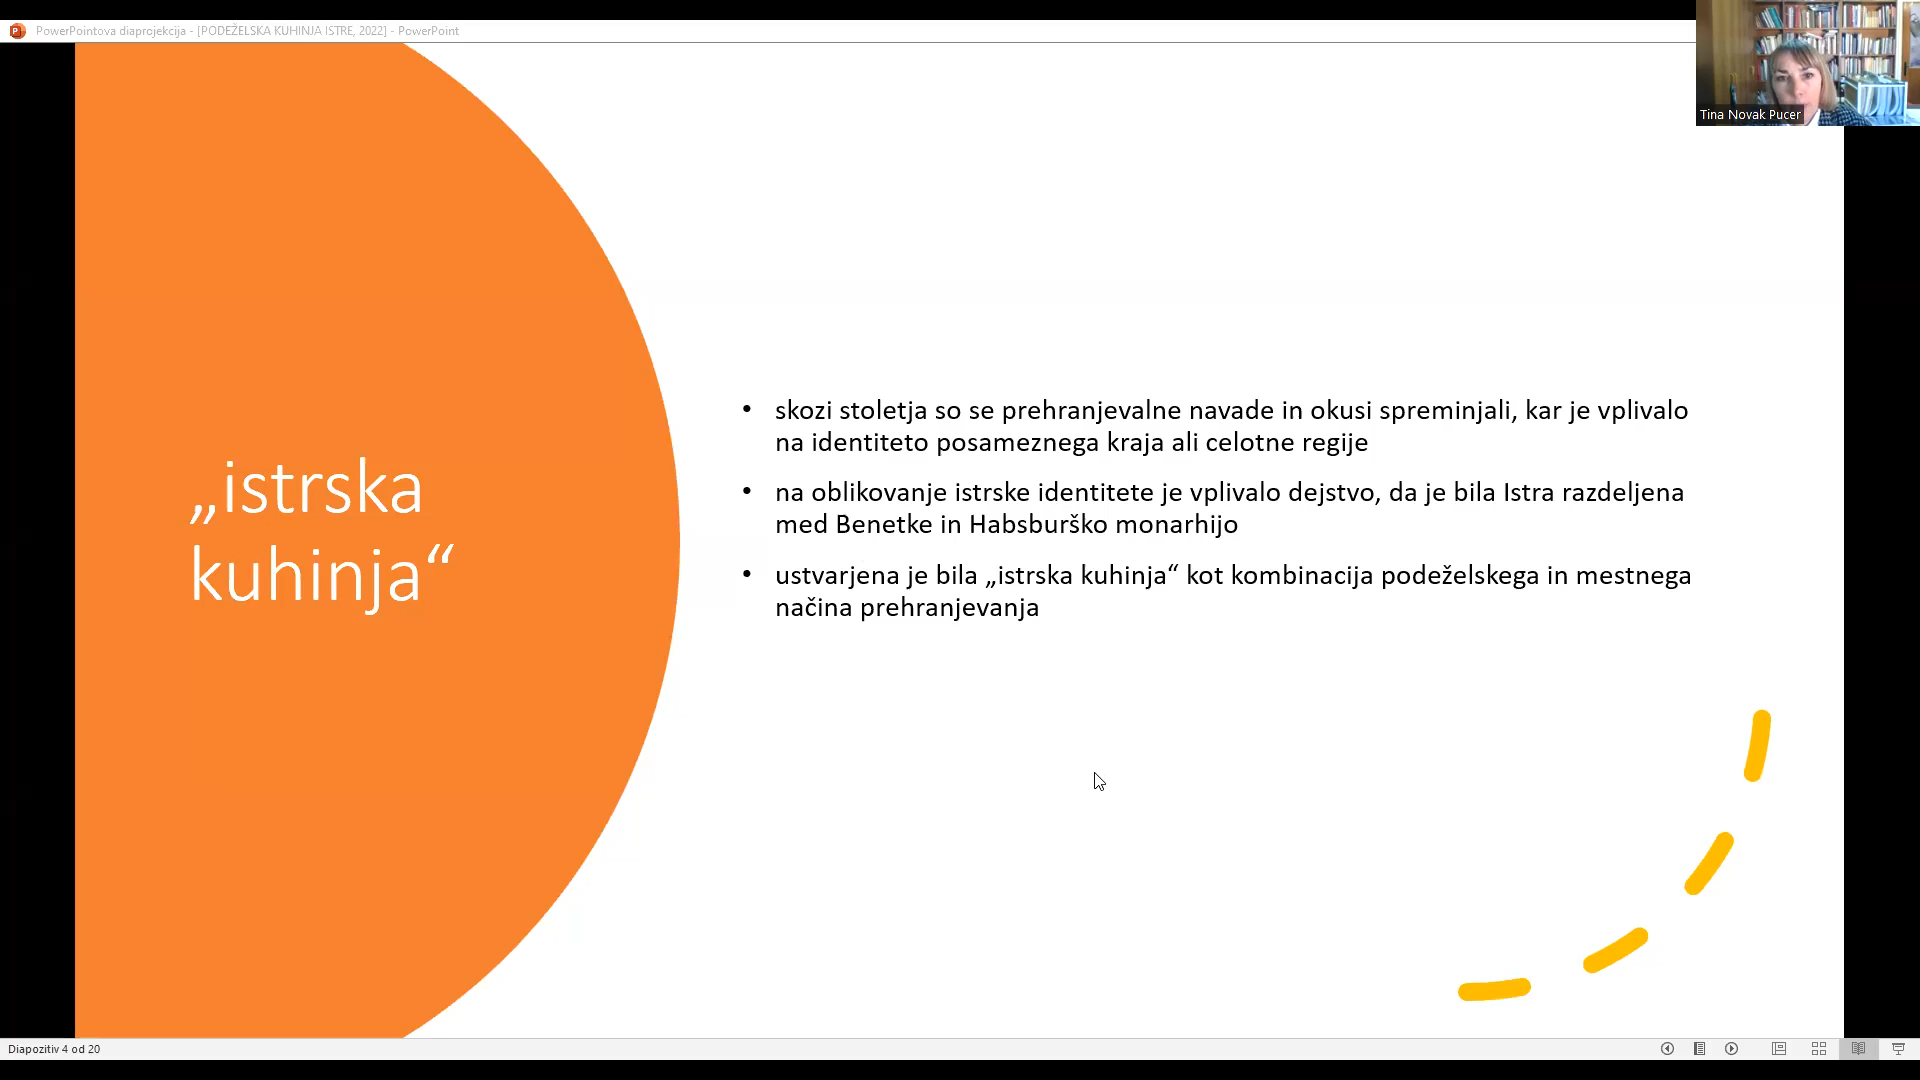 PowerPointova diaprojekcija - [PODEŽELSKA KUHINJA ISTRE, 2022] - PowerPoint
Tina Novak Pucer
„istrska
kuhinja“
• skozi stoletja so se prehranjevalne navade in okusi spreminjali, kar je vplivalo
na identiteto posameznega kraja ali celotne regije
• na oblikovanje istrske identitete je vplivalo dejstvo, da je bila Istra razdeljena
med Benetke in Habsburško monarhijo
• ustvarjena je bila „istrska kuhinja“ kot kombinacija podeželskega in mestnega
načina prehranjevanja
Diapozitiv 4 od 20